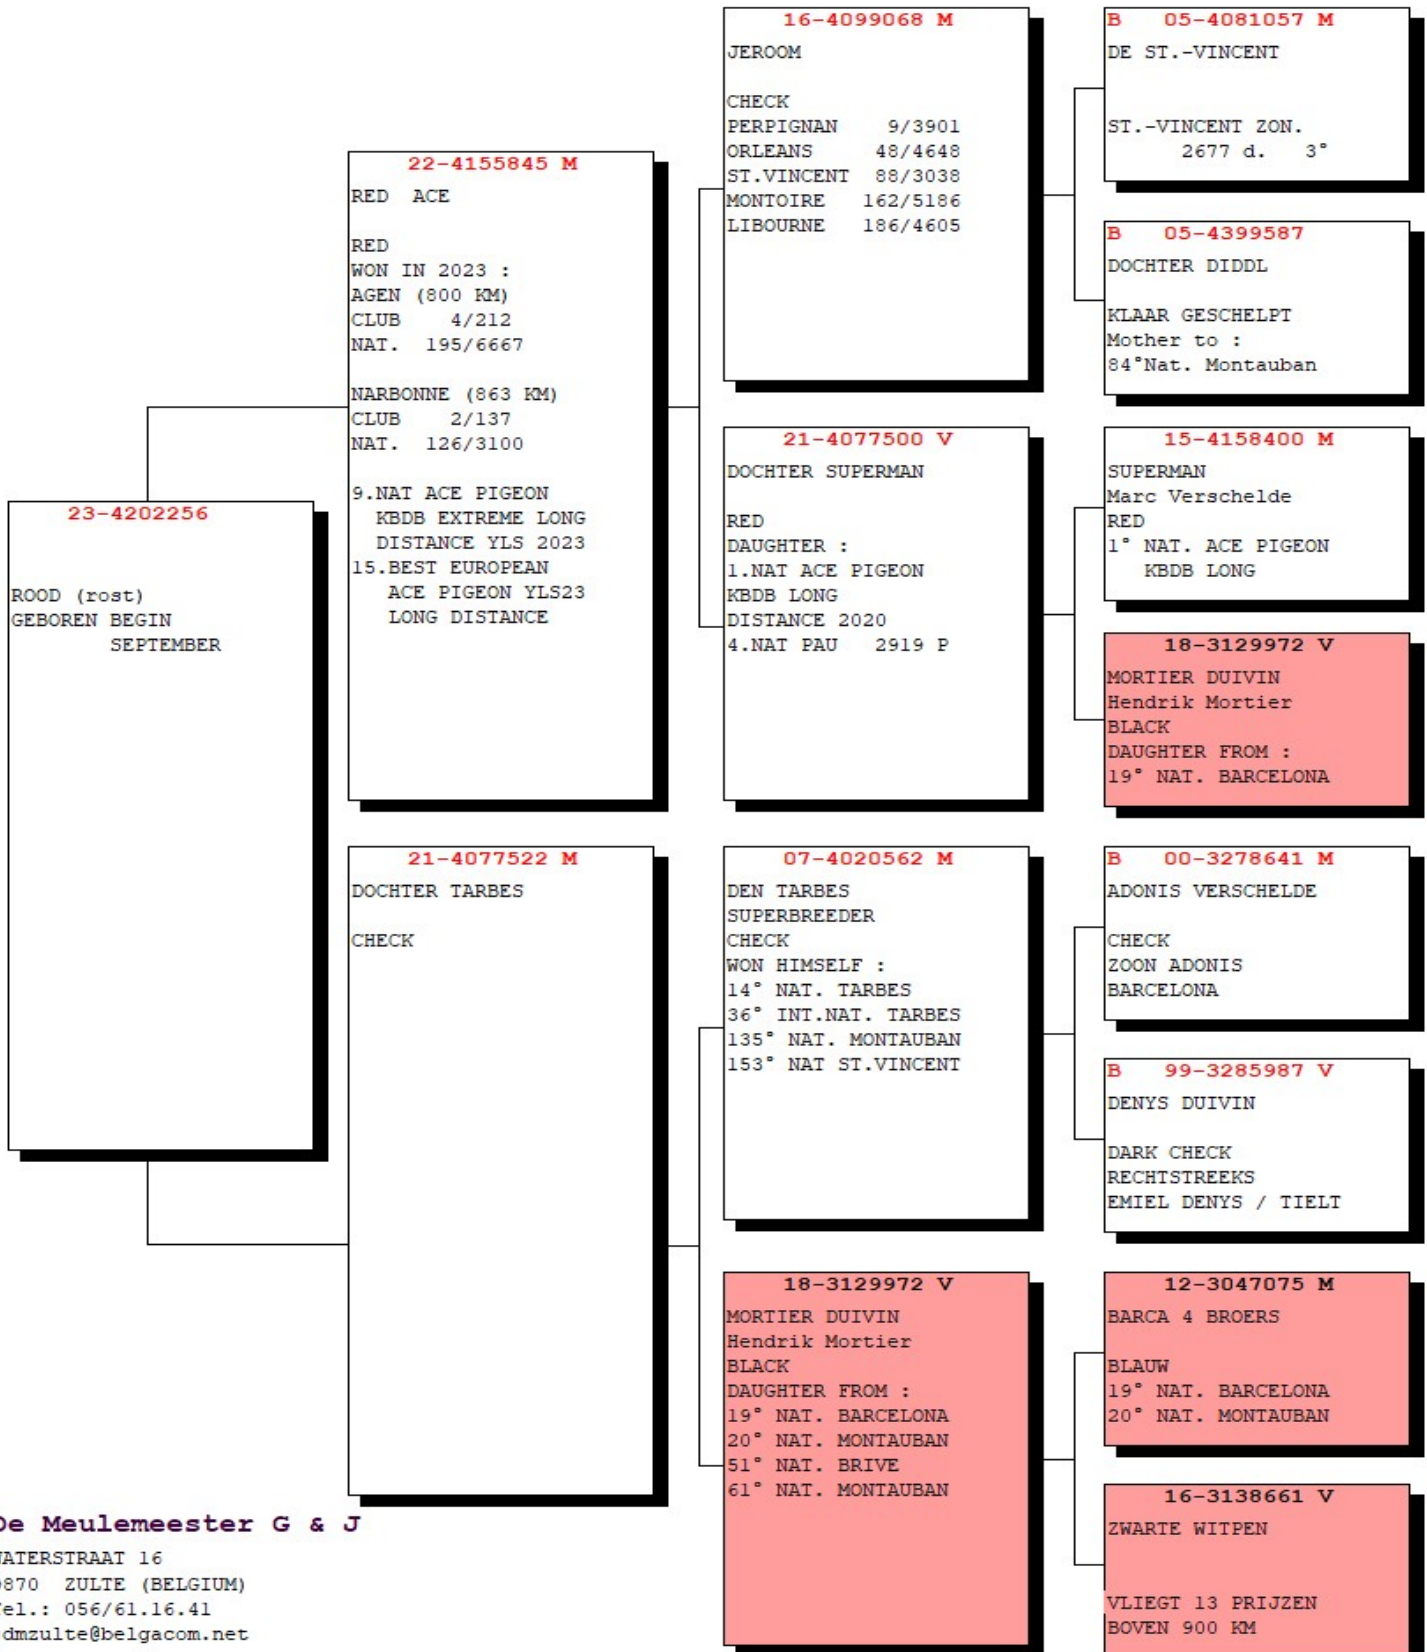 23-4202256
ROOD (rost)
GEBOREN BEGIN
SEPTEMBER
22-4155845 M
RED ACE
RED
WON IN 2023 :
AGEN (800 KM)
CLUB 4/212
NAT. 195/6667
NARBONNE (863 KM)
CLUB 2/137
NAT. 126/3100
9.NAT ACE PIGEON
KBDB EXTREME LONG
DISTANCE YLS 2023
15.BEST EUROPEAN
ACE PIGEON YLS23
LONG DISTANCE
21-4077522 M
DOCHTER TARBES
CHECK
16-4099068 M
JEROOM
CHECK
PERPIGNAN 9/3901
ORLEANS 48/4648
ST.VINCENT 88/3038
MONTOIRE 162/5186
LIBOURNE 186/4605
21-4077500 V
DOCHTER SUPERMAN
RED
DAUGHTER :
1.NAT ACE PIGEON
KBDB LONG
DISTANCE 2020
4.NAT PAU 2919 P
07-4020562 M
DEN TARBES
SUPERBREEDER
CHECK
WON HIMSELF :
14° NAT. TARBES
36° INT.NAT. TARBES
135° NAT. MONTAUBAN
153° NAT ST.VINCENT
18-3129972 V
MORTIER DUIVIN
Hendrik Mortier
BLACK
DAUGHTER FROM :
19° NAT. BARCELONA
20° NAT. MONTAUBAN
51° NAT. BRIVE
61° NAT. MONTAUBAN
B 05-4081057 M
DE ST.-VINCENT
ST.-VINCENT ZON.
2677 d. 3°
B 05-4399587
DOCHTER DIDDL
KLAAR GESCHELPT
Mother to :
84°Nat. Montauban
15-4158400 M
SUPERMAN
Marc Verschelde
RED
1° NAT. ACE PIGEON
KBDB LONG
18-3129972 V
MORTIER DUIVIN
Hendrik Mortier
BLACK
DAUGHTER FROM :
19° NAT. BARCELONA
B 00-3278641 M
ADONIS VERSCHELDE
CHECK
ZOON ADONIS
BARCELONA
B 99-3285987 V
DENYS DUIVIN
DARK CHECK
RECHTSTREEKS
EMIEL DENYS / TIELT
12-3047075 M
BARCA 4 BROERS
BLAUW
19° NAT. BARCELONA
20° NAT. MONTAUBAN
16-3138661 V
ZWARTE WITPEN
VLIEGT 13 PRIJZEN
BOVEN 900 KM
De Meulemeester G & J
WATERSTRAAT 16
9870 ZULTE (BELGIUM)
Tel.: 056/61.16.41
dmzulte@belgacom.net